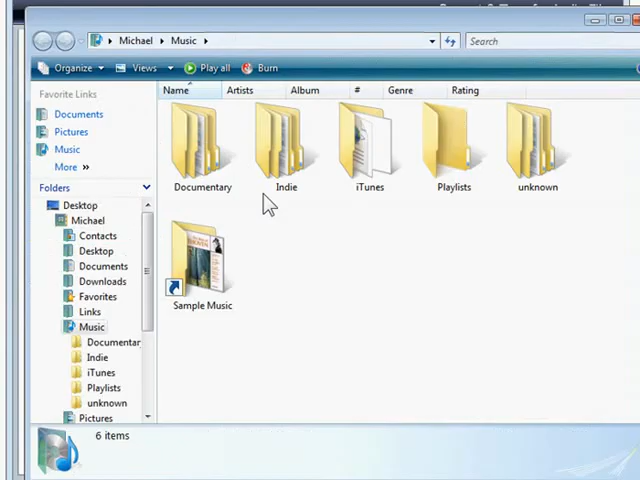 Michael Music
Search
Organize Views Play all Burn
Favorite Links
Documents
Pictures
Music
More »
Folders
Desktop
Michael
Contacts
Desktop
Documents
Downloads
Favorites
Links
Music
Documentar
Indie
iTunes
Playlists
unknown
Pictures
Name Artists Album # Genre Rating
Documentary Indie iTunes Playlists unknown
Sample Music
6 items